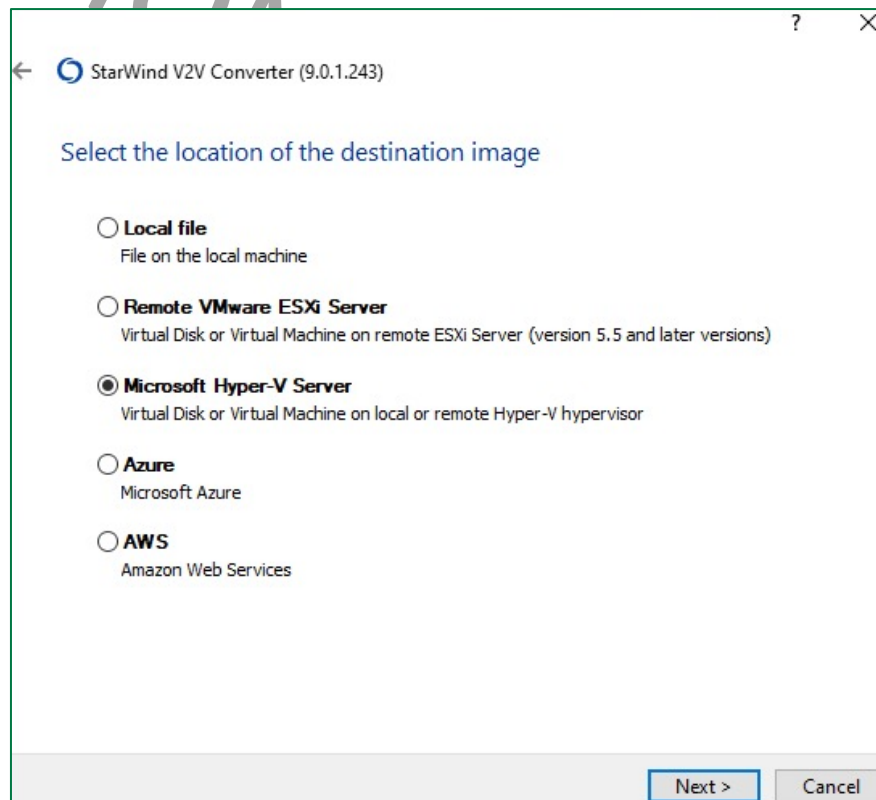 ? ×
← StarWind V2V Converter (9.0.1.243)
Select the location of the destination image
Local file
File on the local machine
Remote VMware ESXi Server
Virtual Disk or Virtual Machine on remote ESXi Server (version 5.5 and later versions)
Microsoft Hyper-V Server
Virtual Disk or Virtual Machine on local or remote Hyper-V hypervisor
Azure
Microsoft Azure
AWS
Amazon Web Services
Next > Cancel